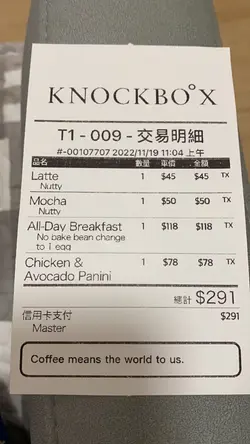 KNOCKBO°X
T1 - 009 - 交易明細
#-00107707 2022/11/19 11:04 上午
品名 數量 單價 金額
Latte 1 $45 $45 TX
Nutty
Mocha 1 $50 $50 TX
Nutty
All-Day Breakfast 1 $118 $118 TX
No bake bean change
to 1 egg
Chicken & 1 $78 $78 TX
Avocado Panini
總計 $291
信用卡支付 $291
Master
Coffee means the world to us.